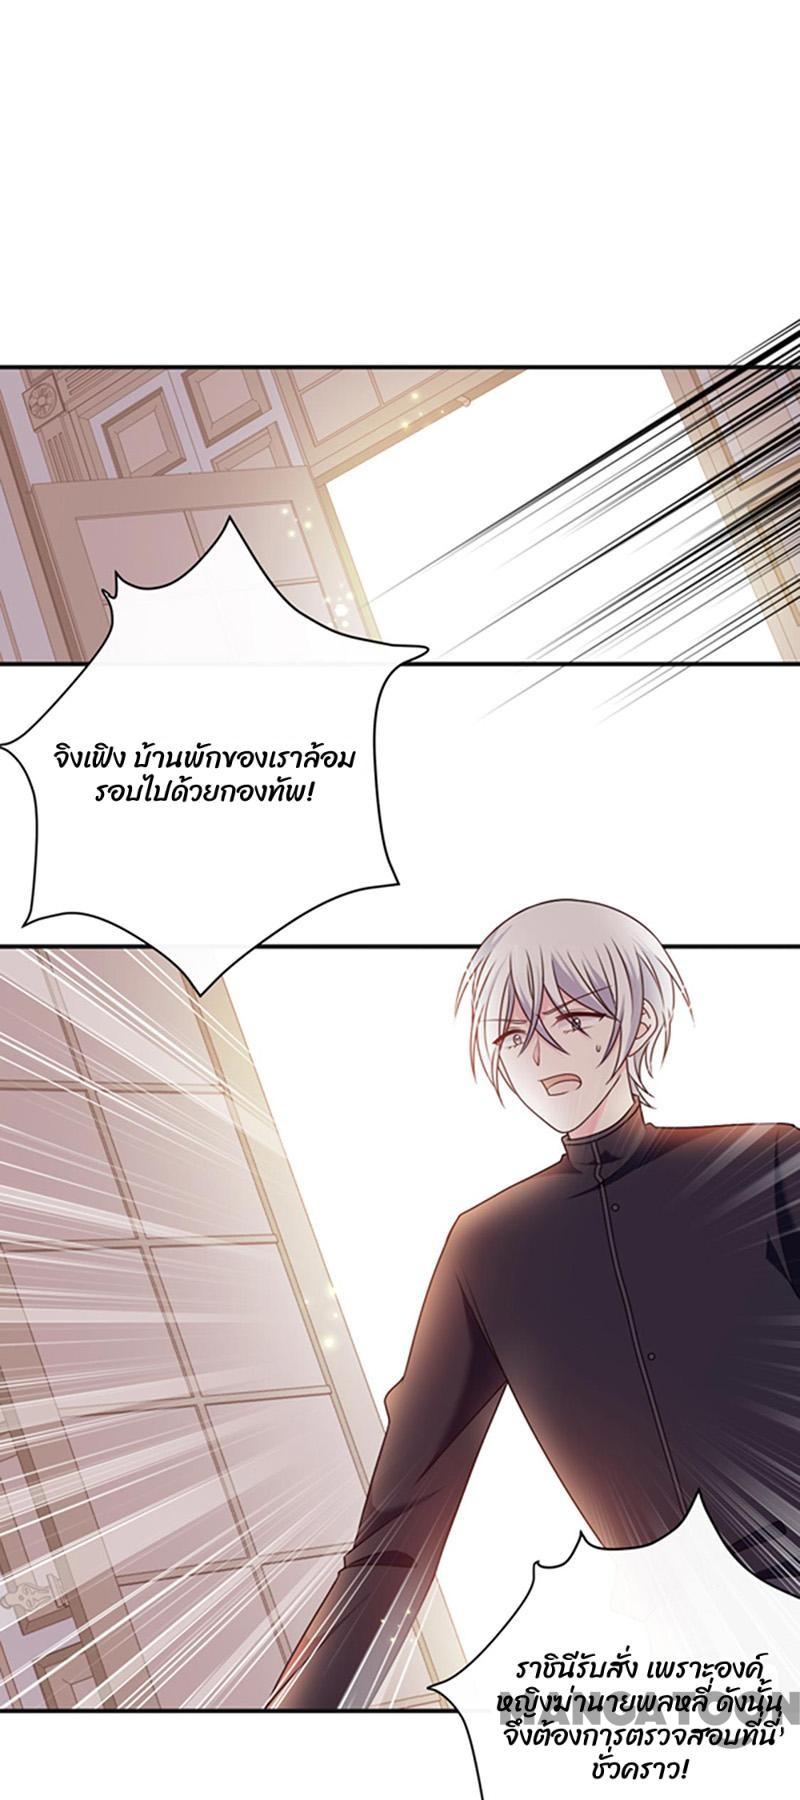 จิงเฟิง บ้านพักของเราล้อม
รอบไปด้วยกองทัพ!
ราชินีรับสั่ง เพราะองค์
หญิงฆ่านายพลหลี่ ดังนั้น
จึงต้องการตรวจสอบที่นี่
ชั่วคราว!
MANGATOON